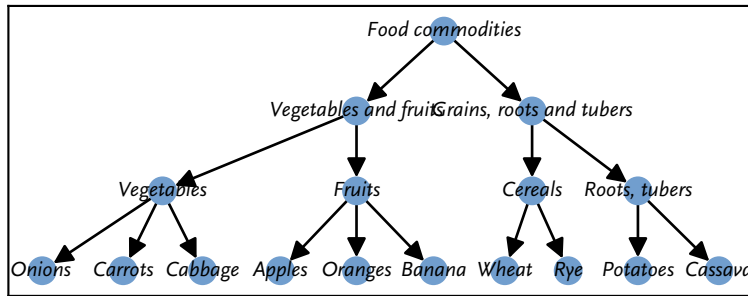 Food commodities
Vegetables and fruits
Grains, roots and tubers
Vegetables
Fruits
Cereals
Roots, tubers
Onions
Carrots
Cabbage
Apples
Oranges
Banana
Wheat
Rye
Potatoes
Cassava